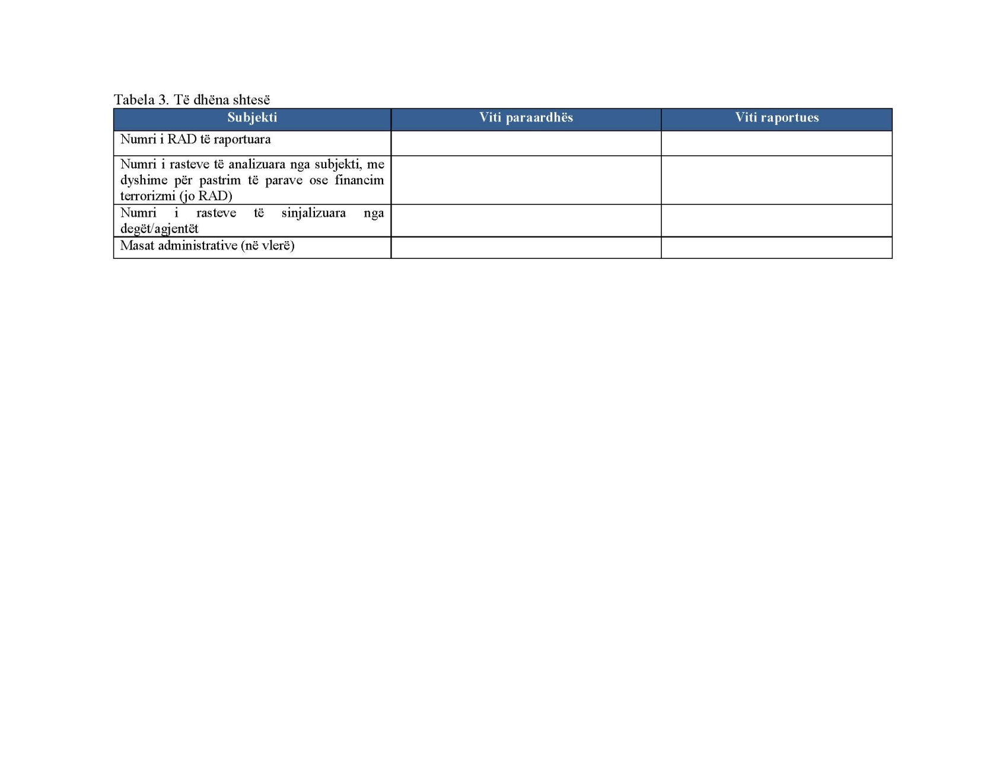 Tabela 3. Të dhëna shtesë
Subjekti Viti paraardhës Viti raportues
Numri i RAD të raportuara
Numri i rasteve të analizuara nga subjekti, me
dyshime për pastrim të parave ose financim
terrorizmi (jo RAD)
Numri i rasteve të sinjalizuara nga
degët/agjentët
Masat administrative (në vlerë)